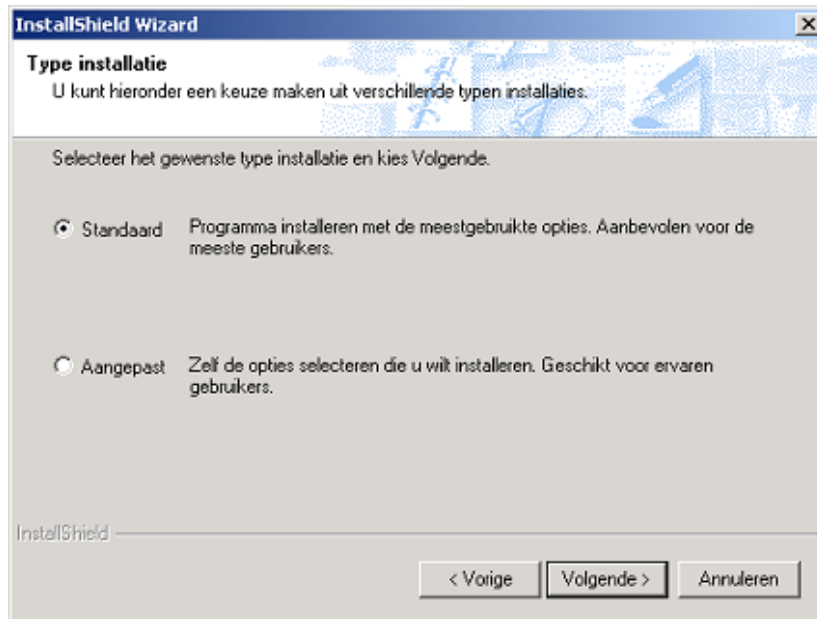 InstallShield Wizard
Type installatie
U kunt hieronder een keuze maken uit verschillende typen installaties.
Selecteer het gewenste type installatie en kies Volgende.
Standaard
Programma installeren met de meestgebruikte opties. Aanbevolen voor de
meeste gebruikers.
Aangepast
Zelf de opties selecteren die u wilt installeren. Geschikt voor ervaren
gebruikers.
InstallShield
< Vorige
Volgende >
Annuleren